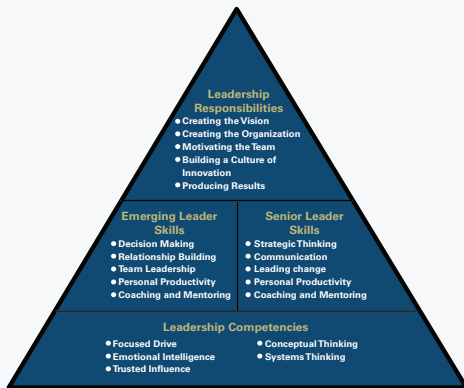 Leadership
Responsibilities
• Creating the Vision
• Creating the Organization
• Motivating the Team
• Building a Culture of
Innovation
• Producing Results
Emerging Leader
Skills
• Decision Making
• Relationship Building
• Team Leadership
• Personal Productivity
• Coaching and Mentoring
Senior Leader
Skills
• Strategic Thinking
• Communication
• Leading change
• Personal Productivity
• Coaching and Mentoring
Leadership Competencies
• Focused Drive
• Emotional Intelligence
• Trusted Influence
• Conceptual Thinking
• Systems Thinking